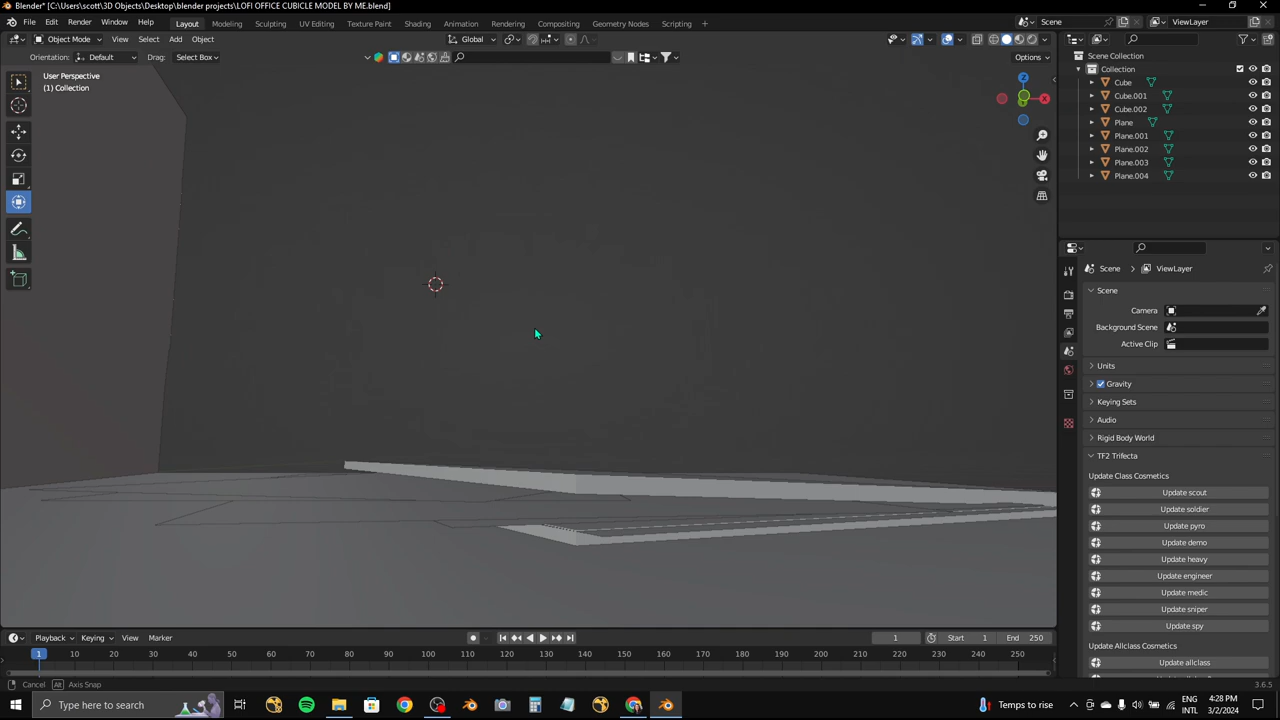 Blender* [C:\Users\scott\3D Objects\Desktop\blender projects\LOFI OFFICE CUBICLE MODEL BY ME.blend]
File Edit Render Window Help Layout Modeling Sculpting UV Editing Texture Paint Shading Animation Rendering Compositing Geometry Nodes Scripting + Scene ViewLayer
Object Mode View Select Add Object Global
Orientation: Default Drag: Select Box Options
User Perspective
(1) Collection
Z
Scene Collection
Collection
Cube
Cube.001
Cube.002
Plane
Plane.001
Plane.002
Plane.003
Plane.004
Scene ViewLayer
Scene
Camera
Background Scene
Active Clip
Units
Gravity
Keying Sets
Audio
Rigid Body World
TF2 Trifecta
Update Class Cosmetics
Update scout
Update soldier
Update pyro
Update demo
Update heavy
Update engineer
Update medic
Update sniper
Update spy
Update Allclass Cosmetics
Update allclass
Playback Keying View Marker 1 Start 1 End 250
1 10 20 30 40 50 60 70 80 90 100 110 120 130 140 150 160 170 180 190 200 210 220 230 240 250
Cancel Alt Axis Snap 3.6.5
Type here to search
Temps to rise
ENG
INTL
4:28 PM
3/2/2024